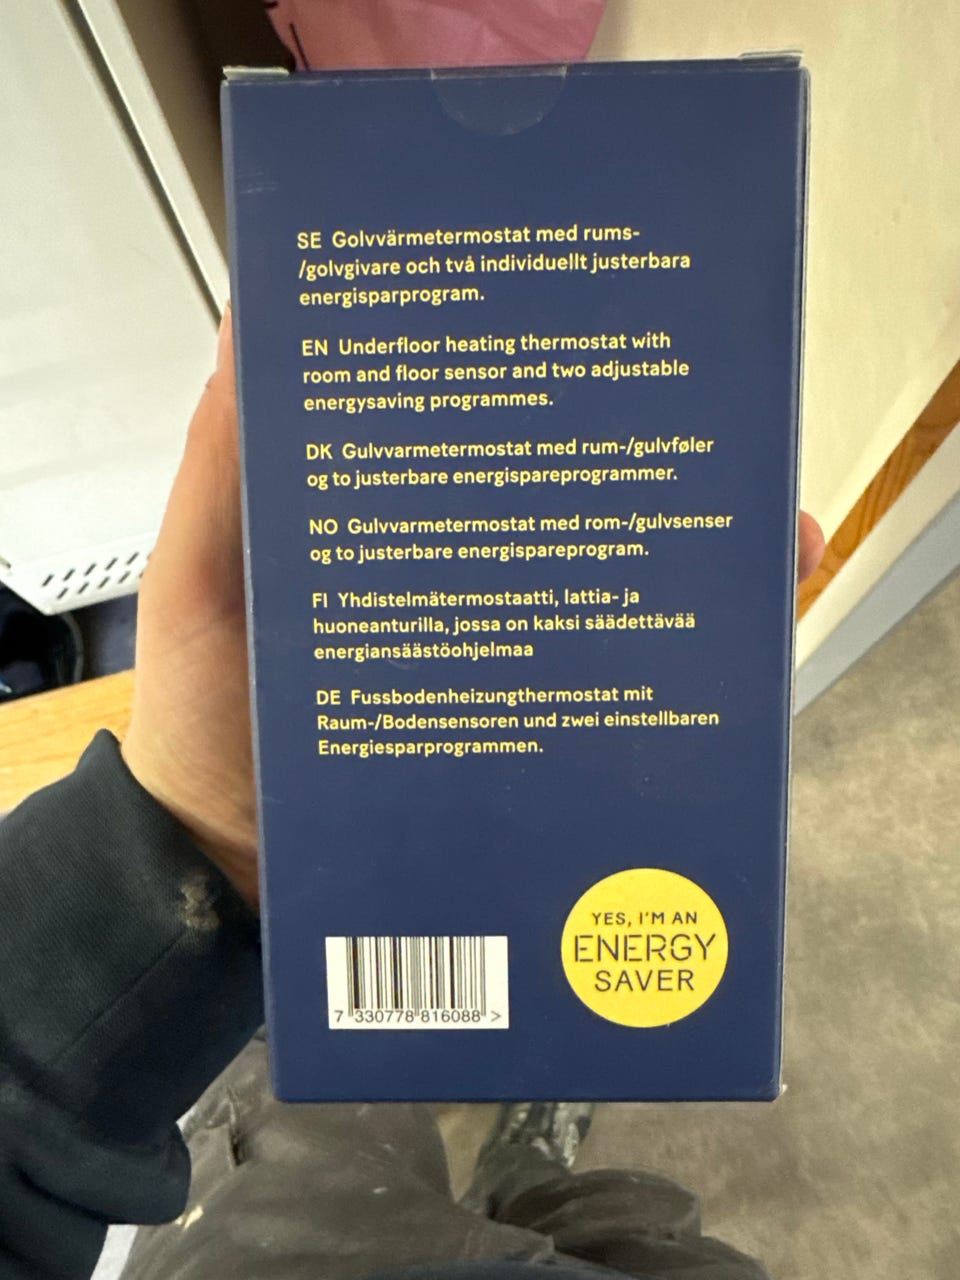 SE Golvvärmetermostat med rums-
/golvgivare och två individuellt justerbara
energisparprogram.
EN Underfloor heating thermostat with
room and floor sensor and two adjustable
energysaving programmes.
DK Gulvvarmetermostat med rum-/gulvføler
og to justerbare energispareprogrammer.
NO Gulvvarmetermostat med rom-/gulvsenser
og to justerbare energispareprogram.
FI Yhdistelmätermostaatti, lattia- ja
huoneanturilla, jossa on kaksi säädettävää
energiansäästöohjelmaa
DE Fussbodenheizungthermostat mit
Raum-/Bodensensoren und zwei einstellbaren
Energiesparprogrammen.
YES, I'M AN
ENERGY
SAVER
7 330778 816088 >